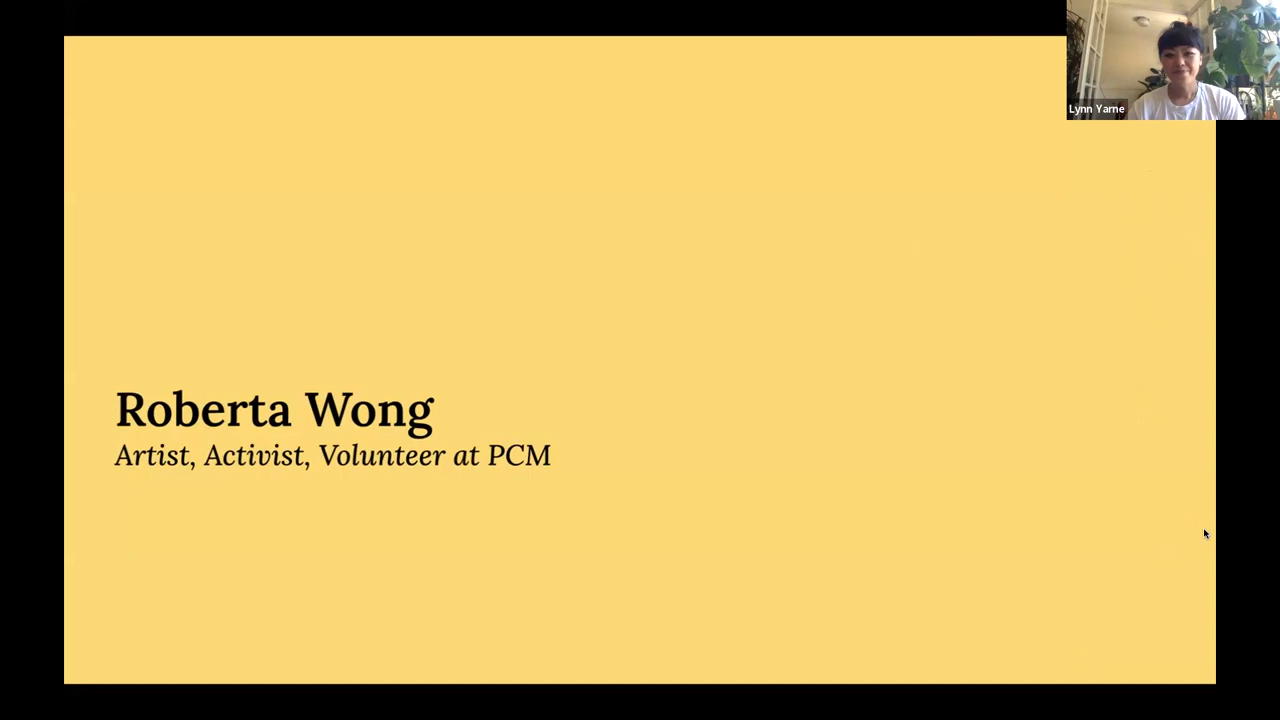 Lynn Yarne
Roberta Wong
Artist, Activist, Volunteer at PCM